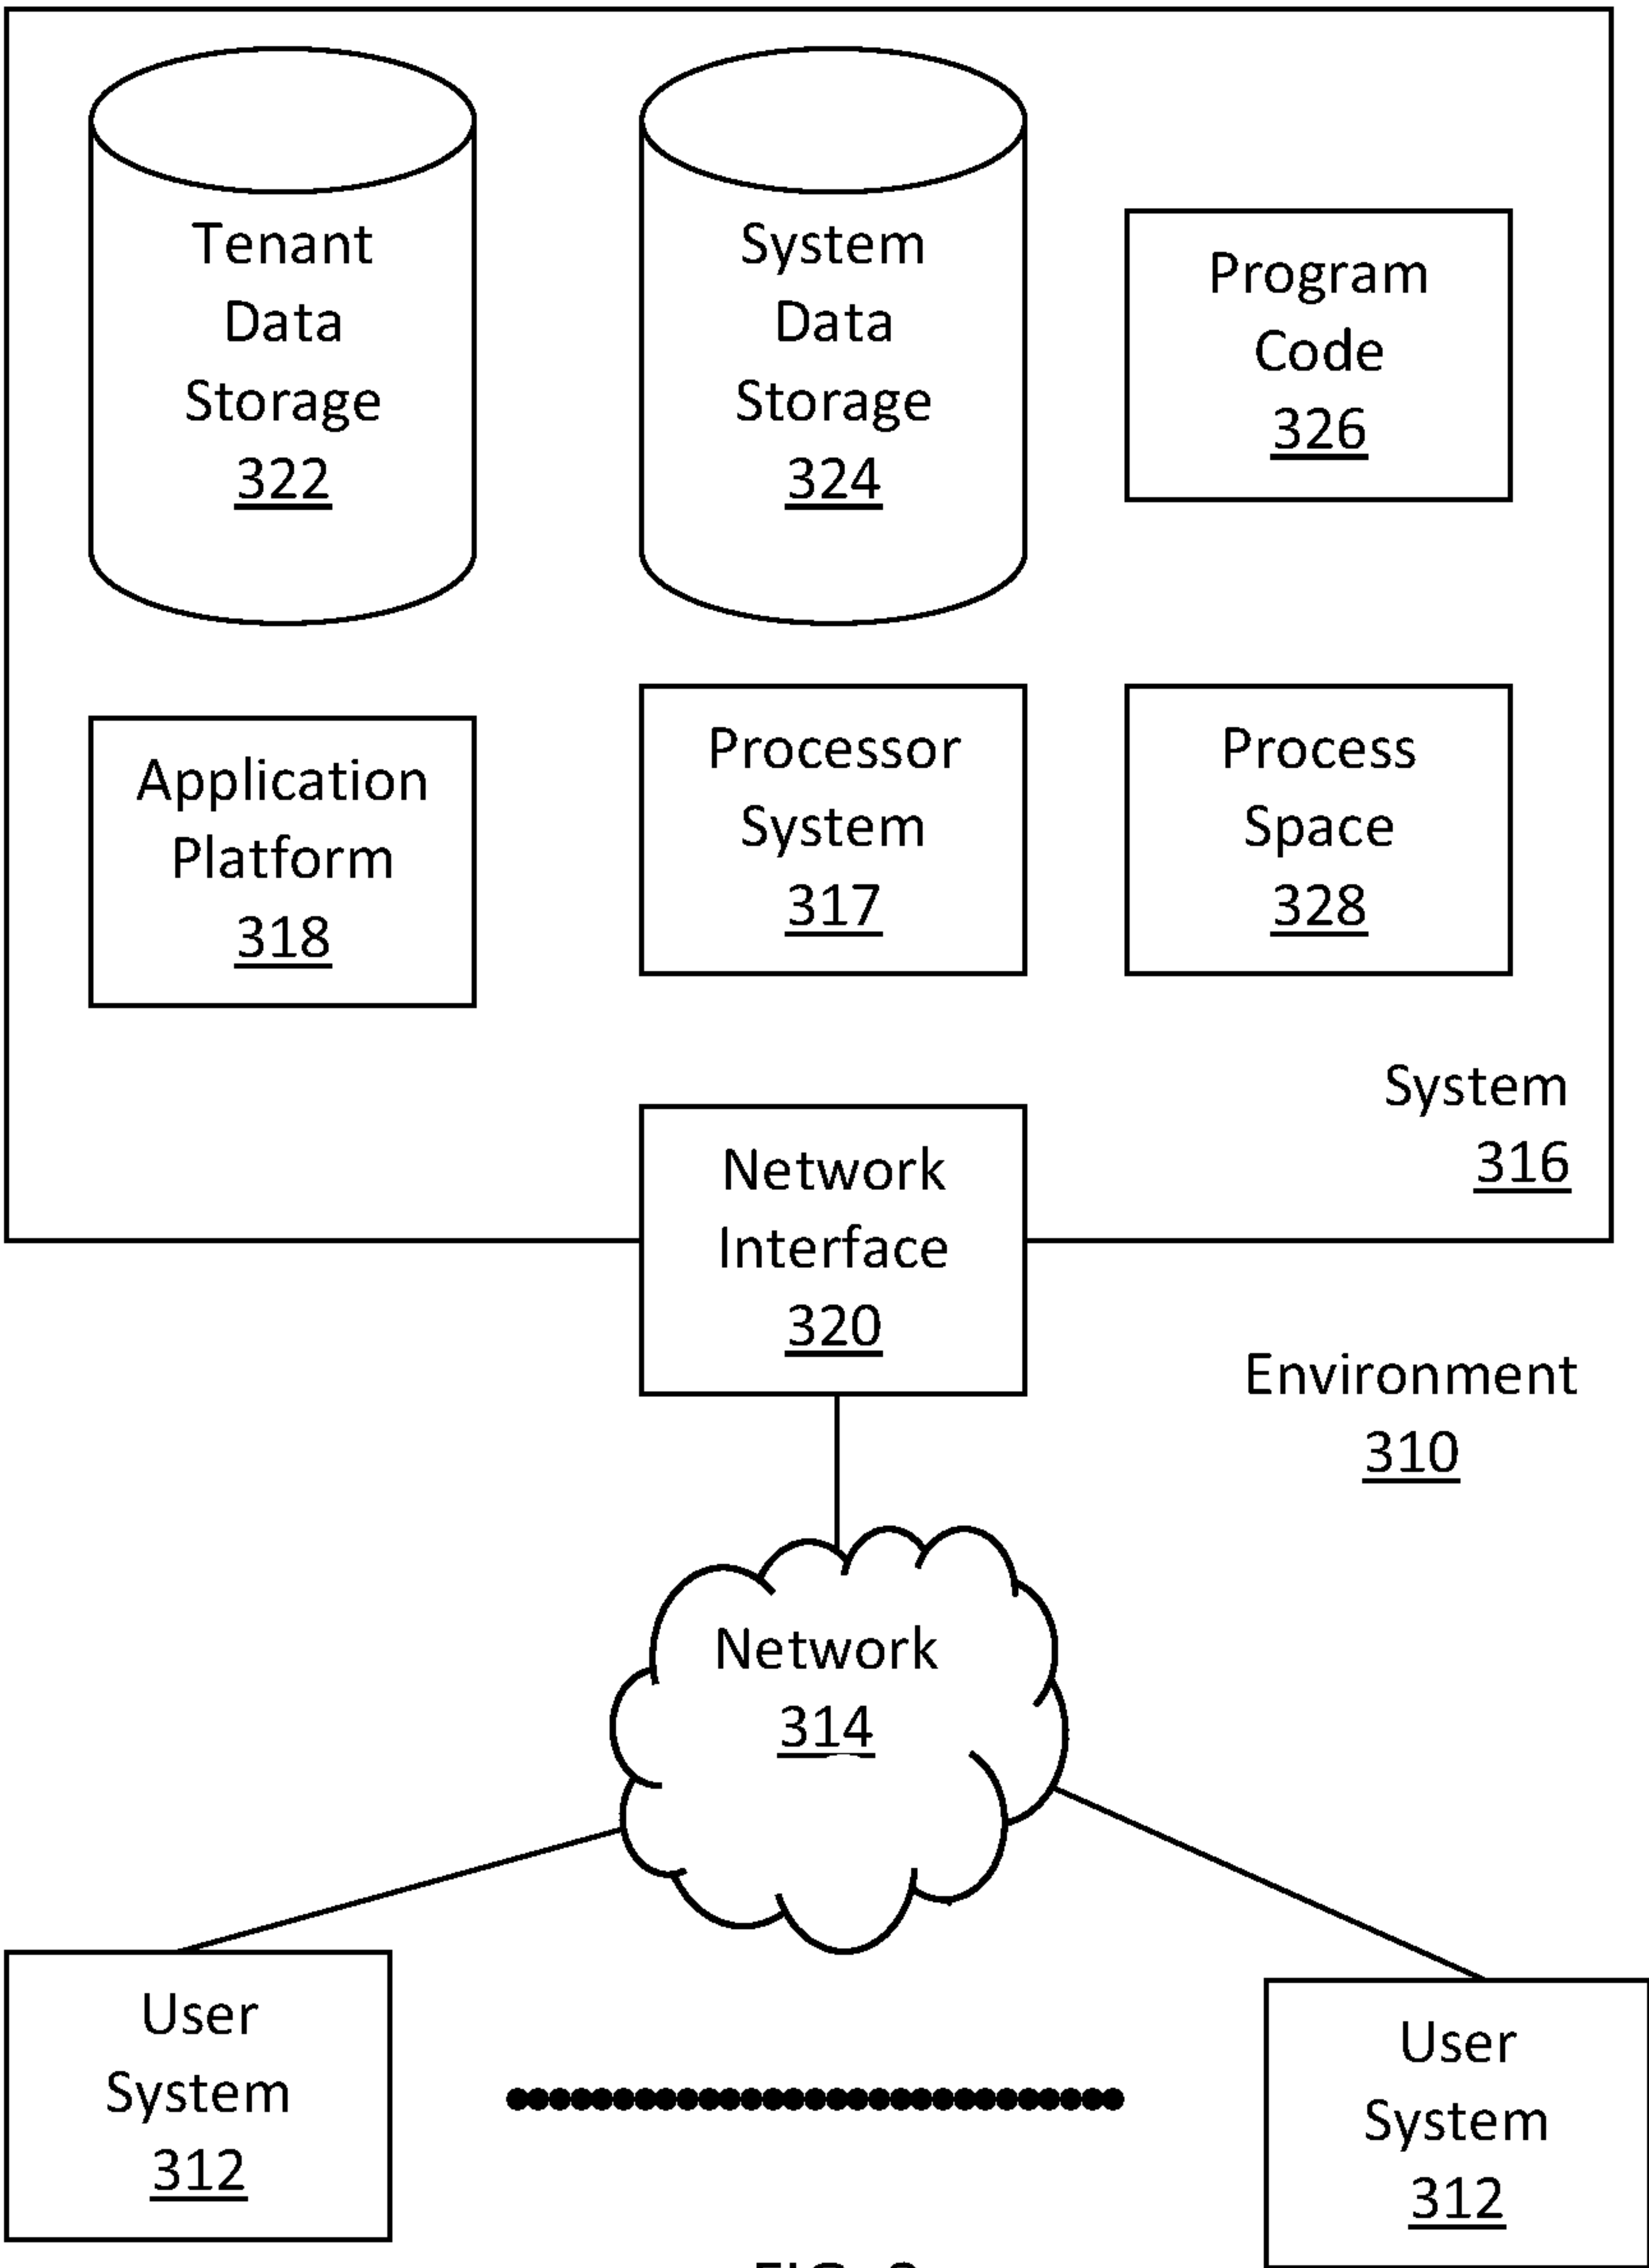 Tenant
Data
Storage
322
System
Data
Storage
324
Program
Code
326
Application
Platform
318
Processor
System
317
Process
Space
328
System
316
Network
Interface
320
Environment
310
Network
314
User
System
312
User
System
312